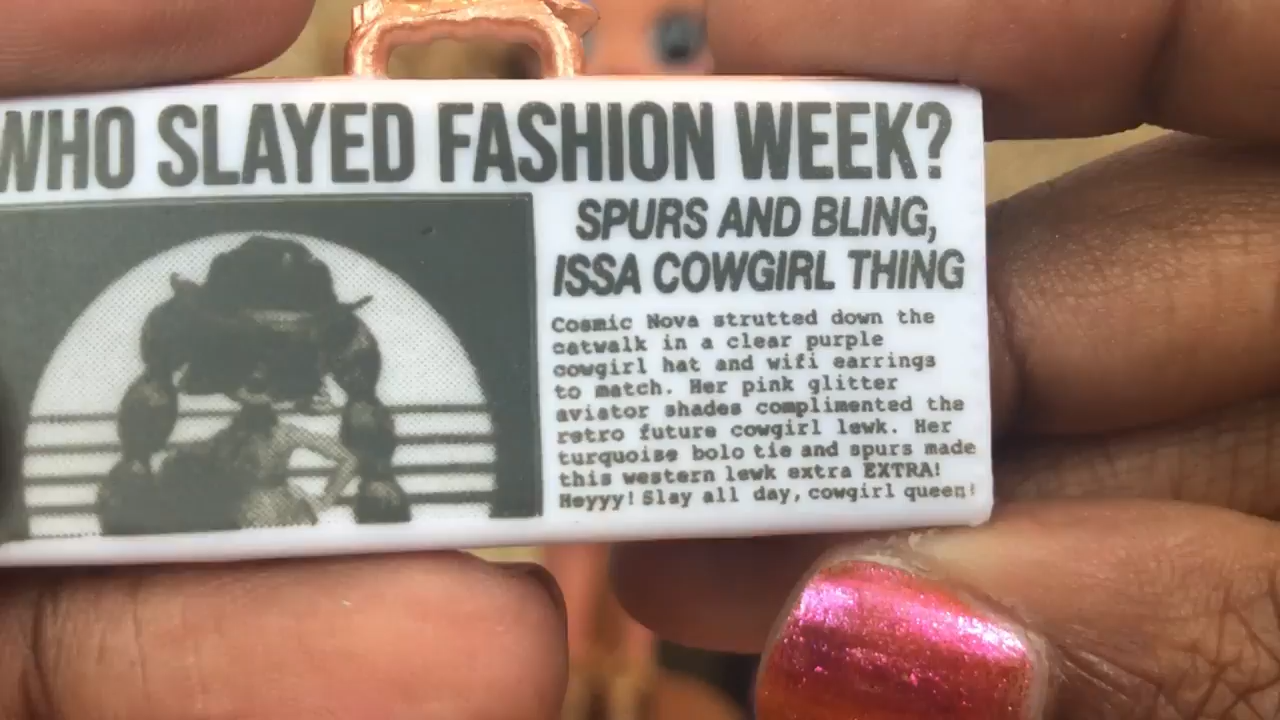 WHO SLAYED FASHION WEEK?
SPURS AND BLING,
ISSA COWGIRL THING
Cosmic Nova strutted down the
catwalk in a clear purple
cowgirl hat and wifi earrings
to match. Her pink glitter
aviator shades complimented the
retro future cowgirl lewk. Her
turquoise bolo tie and spurs made
this western lewk extra EXTRA!
Heyyy! Slay all day, cowgirl queen!